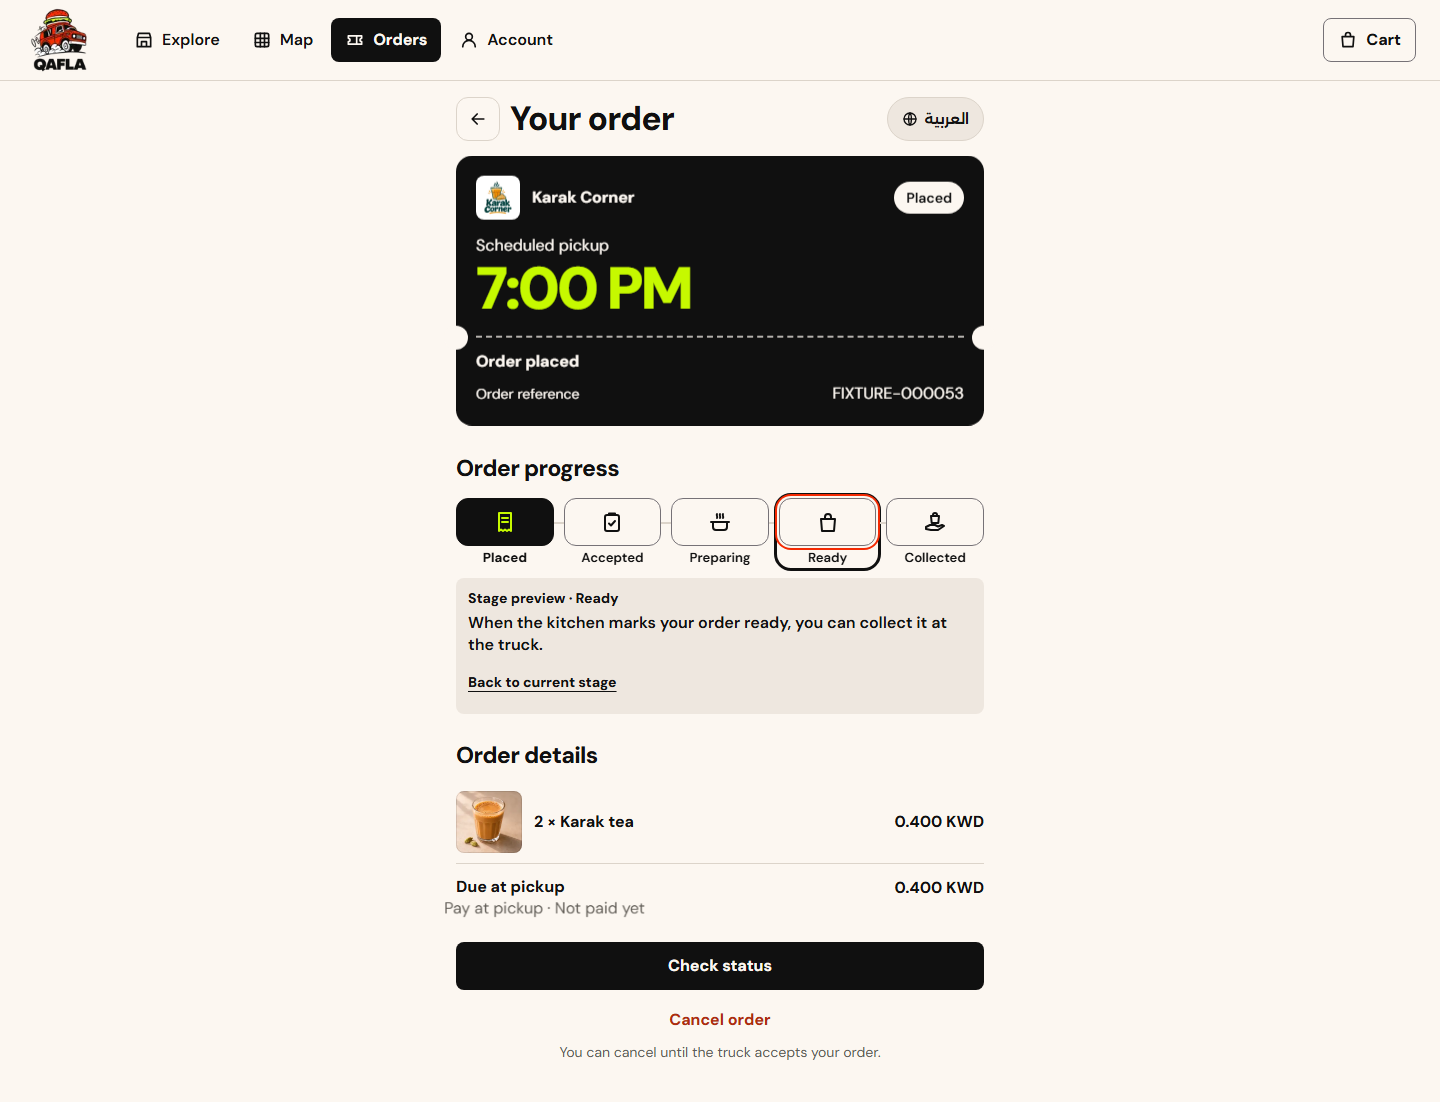 QAFLA
Explore
Map
Orders
Account
Cart
Your order
العربية
Karak Corner
Karak Corner
Placed
Scheduled pickup
7:00 PM
Order placed
Order reference
FIXTURE-000053
Order progress
Placed
Accepted
Preparing
Ready
Collected
Stage preview · Ready
When the kitchen marks your order ready, you can collect it at
the truck.
Back to current stage
Order details
2 × Karak tea
0.400 KWD
Due at pickup
0.400 KWD
Pay at pickup · Not paid yet
Check status
Cancel order
You can cancel until the truck accepts your order.